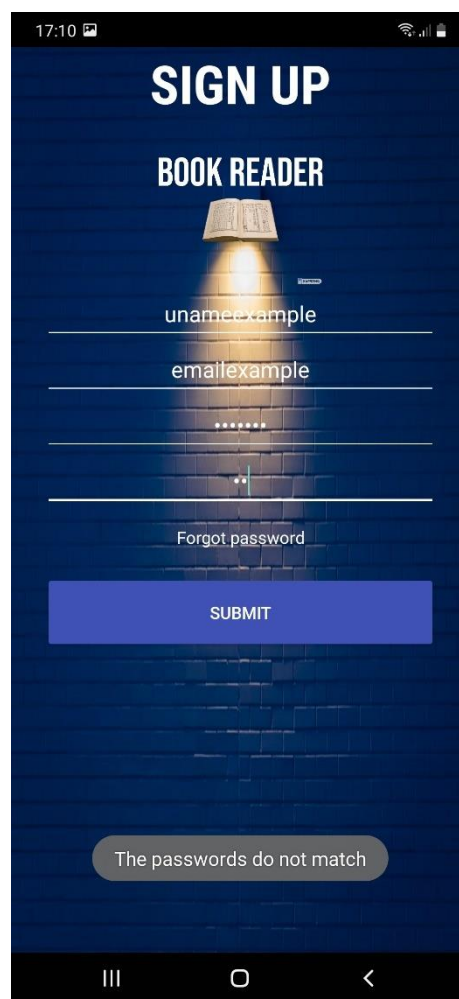 17:10
SIGN UP
BOOK READER
unameexample
emailexample
•••••••
••
Forgot password
SUBMIT
The passwords do not match